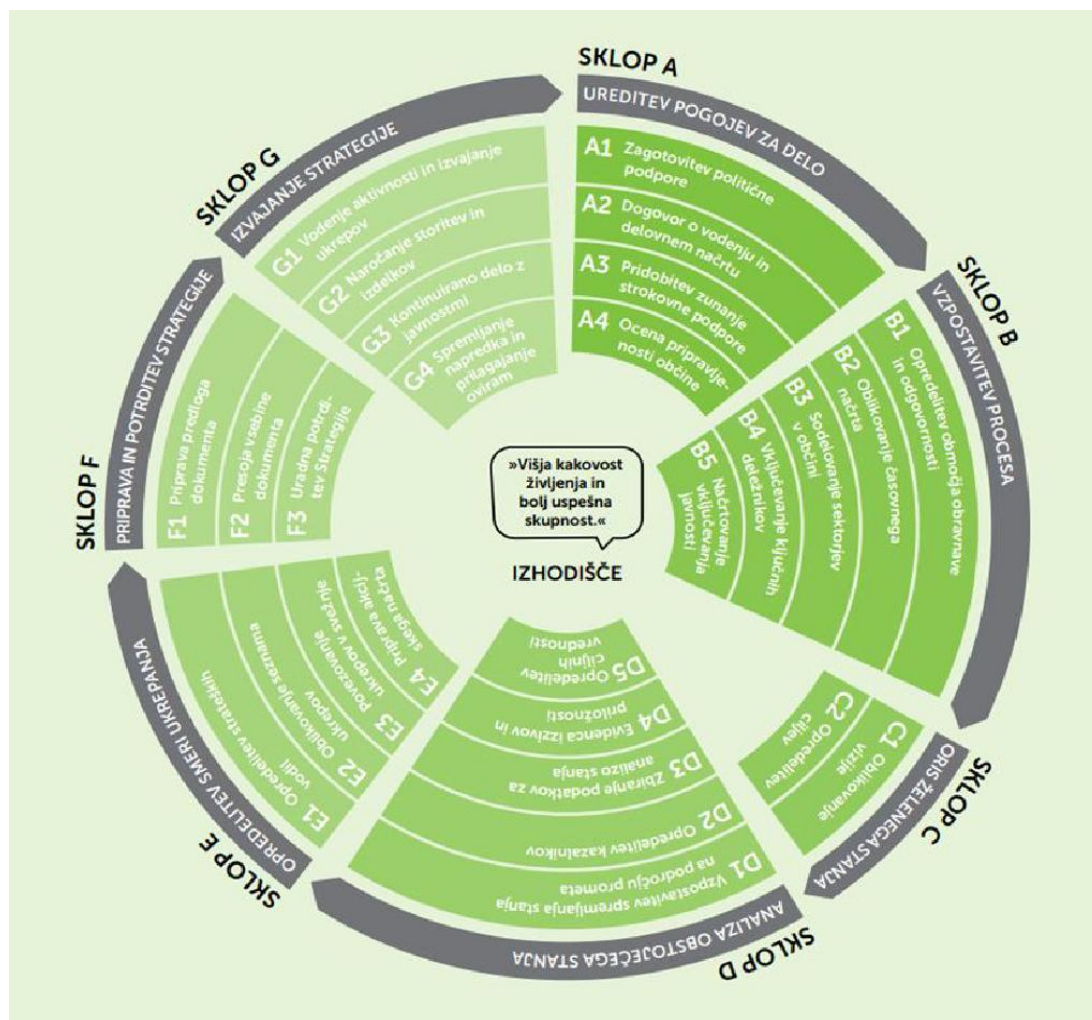 SKLOP A
UREDITEV POGOJEV ZA DELO
A1 Zagotovitev politične
podpore
A2 Dogovor o vodenju in
delovnem načrtu
A3 Pridobitev zunanje
strokovne podpore
A4 Ocena pripravlje-
nosti občine
SKLOP B
VZPOSTAVITEV PROCESA
B1 Opredelitev območja obravnave
in odgovornosti
B2 Oblikovanje časovnega
načrta
B3 Sodelovanje sektorjev
v občini
B4 Vključevanje ključnih
deležnikov
B5 Načrtovanje
vključevanja
javnosti
SKLOP C
ORIS ŽELENEGA STANJA
C1 Oblikovanje
vizije
C2 Opredelitev
ciljev
SKLOP D
ANALIZA OBSTOJEČEGA STANJA
D1 Vzpostavitev spremljanja stanja
na področju prometa
D2 Opredelitev kazalnikov
D3 Zbiranje podatkov za
analizo stanja
D4 Evidenca izzivov in
priložnosti
D5 Opredelitev
ciljnih
vrednosti
SKLOP E
OPREDELITEV SMERI UKREPANJA
E1 Opredelitev strateških
vodil
E2 Oblikovanje seznama
ukrepov
E3 Povezovanje
ukrepov v svežnje
E4 Priprava akcij-
skega načrta
SKLOP F
PRIPRAVA IN POTRDITEV STRATEGIJE
F1 Priprava predloga
dokumenta
F2 Presoja vsebine
dokumenta
F3 Uradna potrdi-
tev Strategije
SKLOP G
IZVAJANJE STRATEGIJE
G1 Vodenje aktivnosti in izvajanje
ukrepov
G2 Naročanje storitev in
izdelkov
G3 Kontinuirano delo z
javnostmi
G4 Spremljanje
napredka in
prilagajanje
oviram
»Višja kakovost
življenja in
bolj uspešna
skupnost.«
IZHODIŠČE